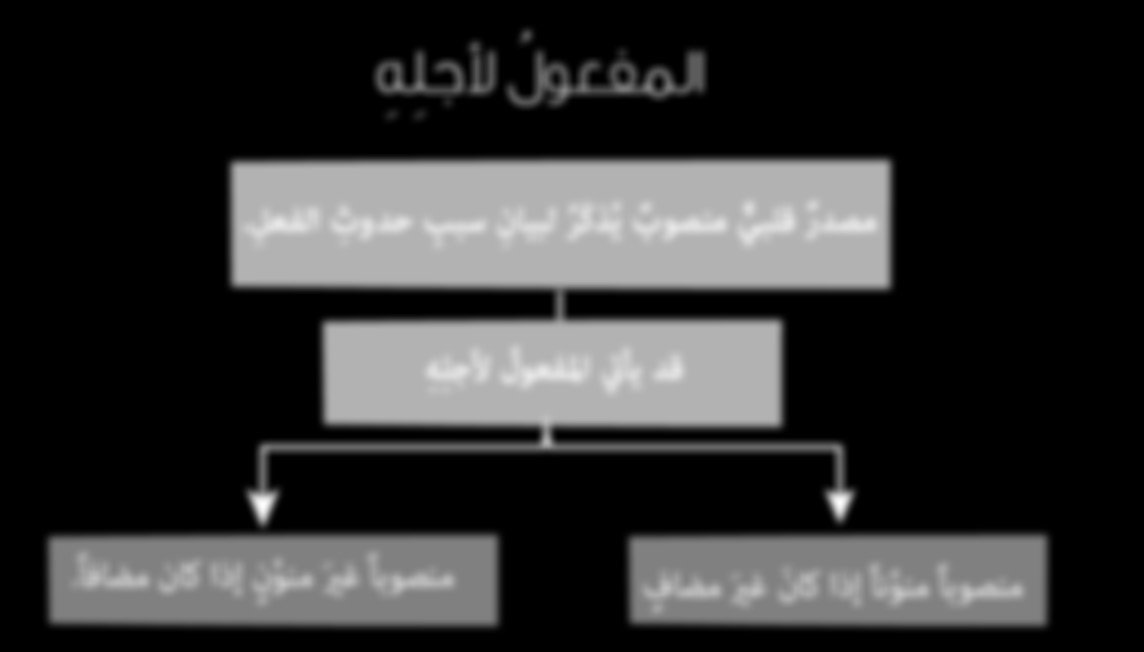 المفعولُ لأجلِهِ
مصدرٌ قلبيٌّ منصوبٌ يُذكَرُ لبيانِ سببِ حدوثِ الفعلِ.
قد يأتي المفعولُ لأجلِهِ
منصوباً منوَّناً إذا كانَ غيرَ مضافٍ
منصوباً غيرَ منوَّنٍ إذا كانَ مضافاً.